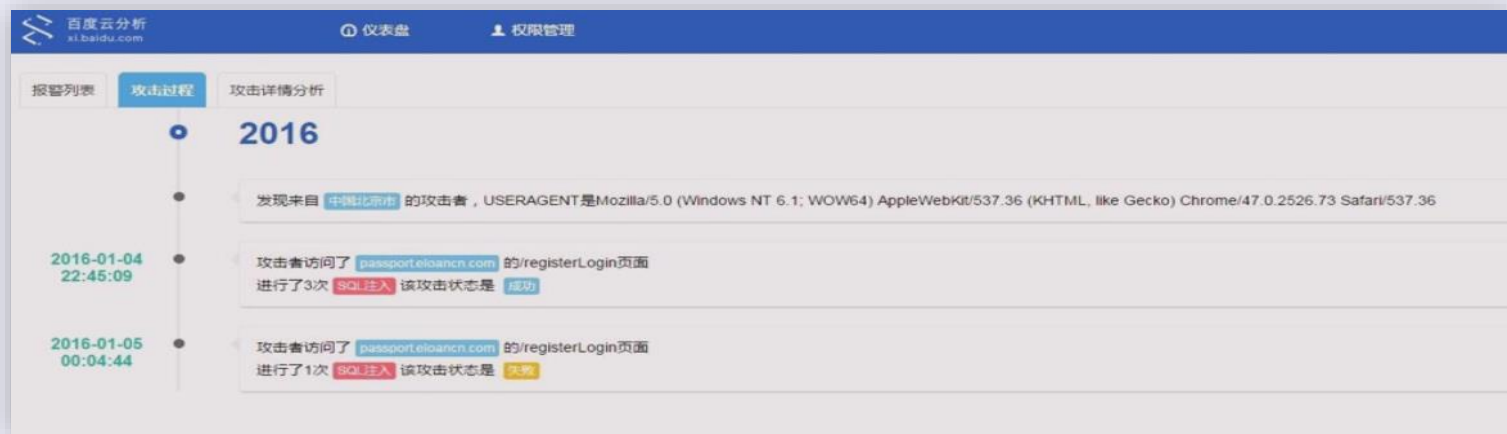 百度云分析
xi.baidu.com
仪表盘
权限管理
报警列表
攻击过程
攻击详情分析
2016
发现来自 中国北京市 的攻击者，USERAGENT是Mozilla/5.0 (Windows NT 6.1; WOW64) AppleWebKit/537.36 (KHTML, like Gecko) Chrome/47.0.2526.73 Safari/537.36
2016-01-04
22:45:09
攻击者访问了 passport.eloancn.com 的/registerLogin页面
进行了3次 SQL注入 该攻击状态是 成功
2016-01-05
00:04:44
攻击者访问了 passport.eloancn.com 的/registerLogin页面
进行了1次 SQL注入 该攻击状态是 失败